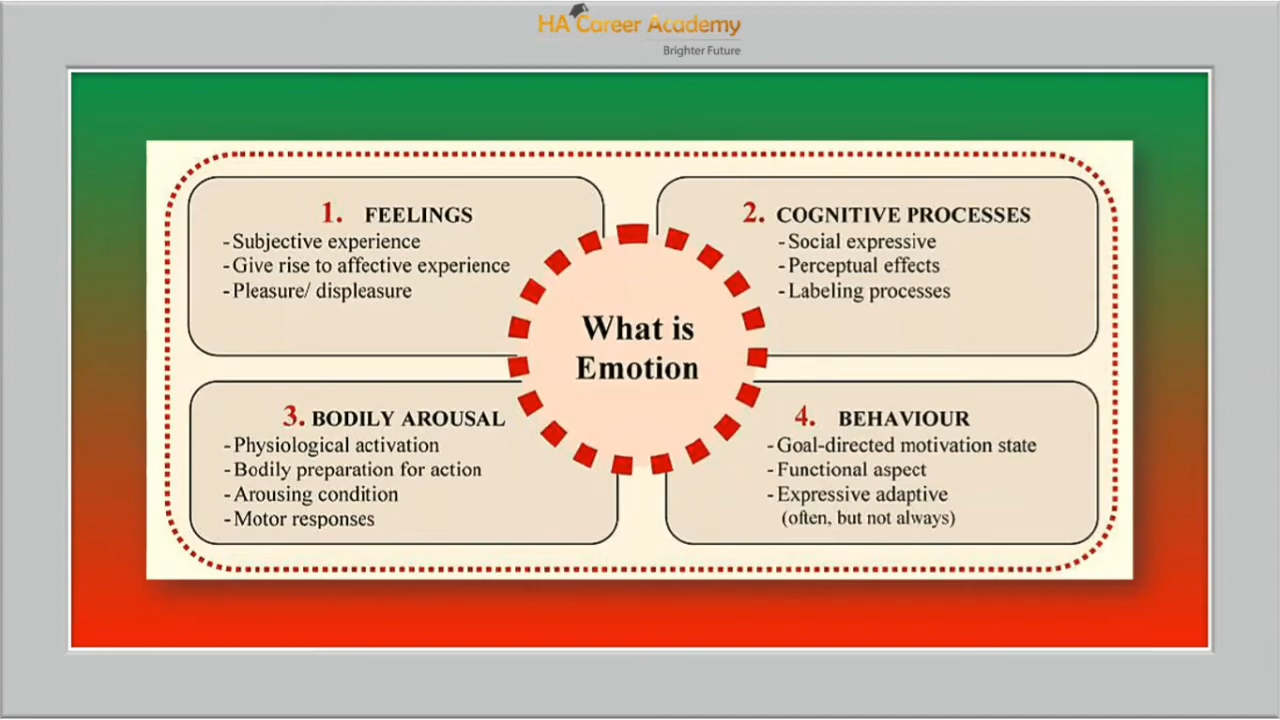 HA Career Academy
Brighter Future
1. FEELINGS
-Subjective experience
-Give rise to affective experience
-Pleasure/ displeasure
2. COGNITIVE PROCESSES
-Social expressive
-Perceptual effects
-Labeling processes
What is
Emotion
3. BODILY AROUSAL
-Physiological activation
-Bodily preparation for action
-Arousing condition
-Motor responses
4. BEHAVIOUR
-Goal-directed motivation state
-Functional aspect
-Expressive adaptive
(often, but not always)